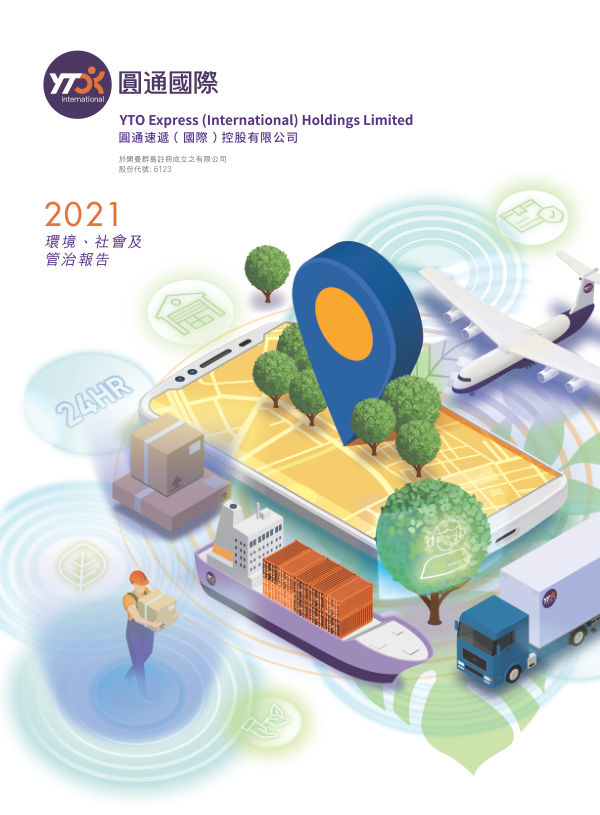 YTO
international
圓通國際
YTO Express (International) Holdings Limited
圓通速遞（國際）控股有限公司
於開曼群島註冊成立之有限公司
股份代號: 6123
2021
環境、社會及
管治報告
24HR